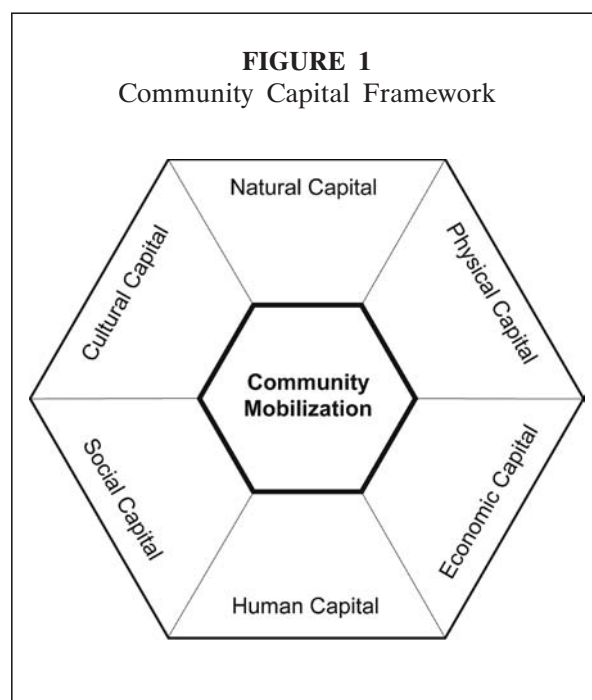 FIGURE 1
Community Capital Framework
Natural Capital
Physical Capital
Cultural Capital
Community
Mobilization
Social Capital
Economic Capital
Human Capital